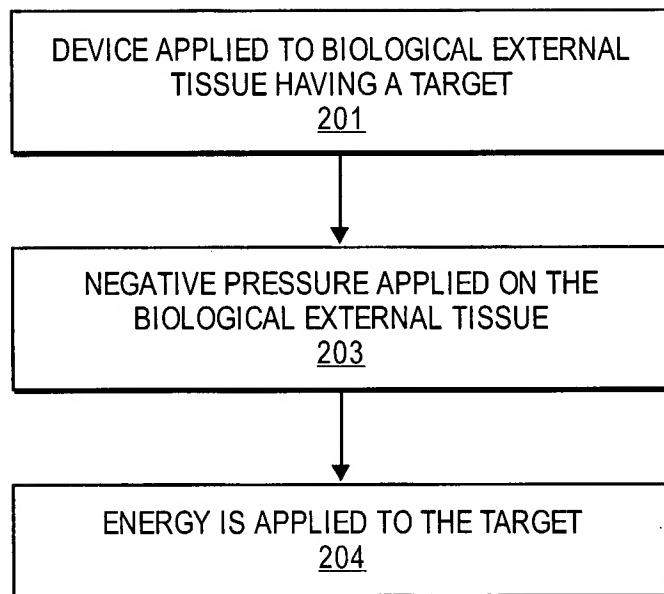 DEVICE APPLIED TO BIOLOGICAL EXTERNAL
TISSUE HAVING A TARGET
201
NEGATIVE PRESSURE APPLIED ON THE
BIOLOGICAL EXTERNAL TISSUE
203
ENERGY IS APPLIED TO THE TARGET
204